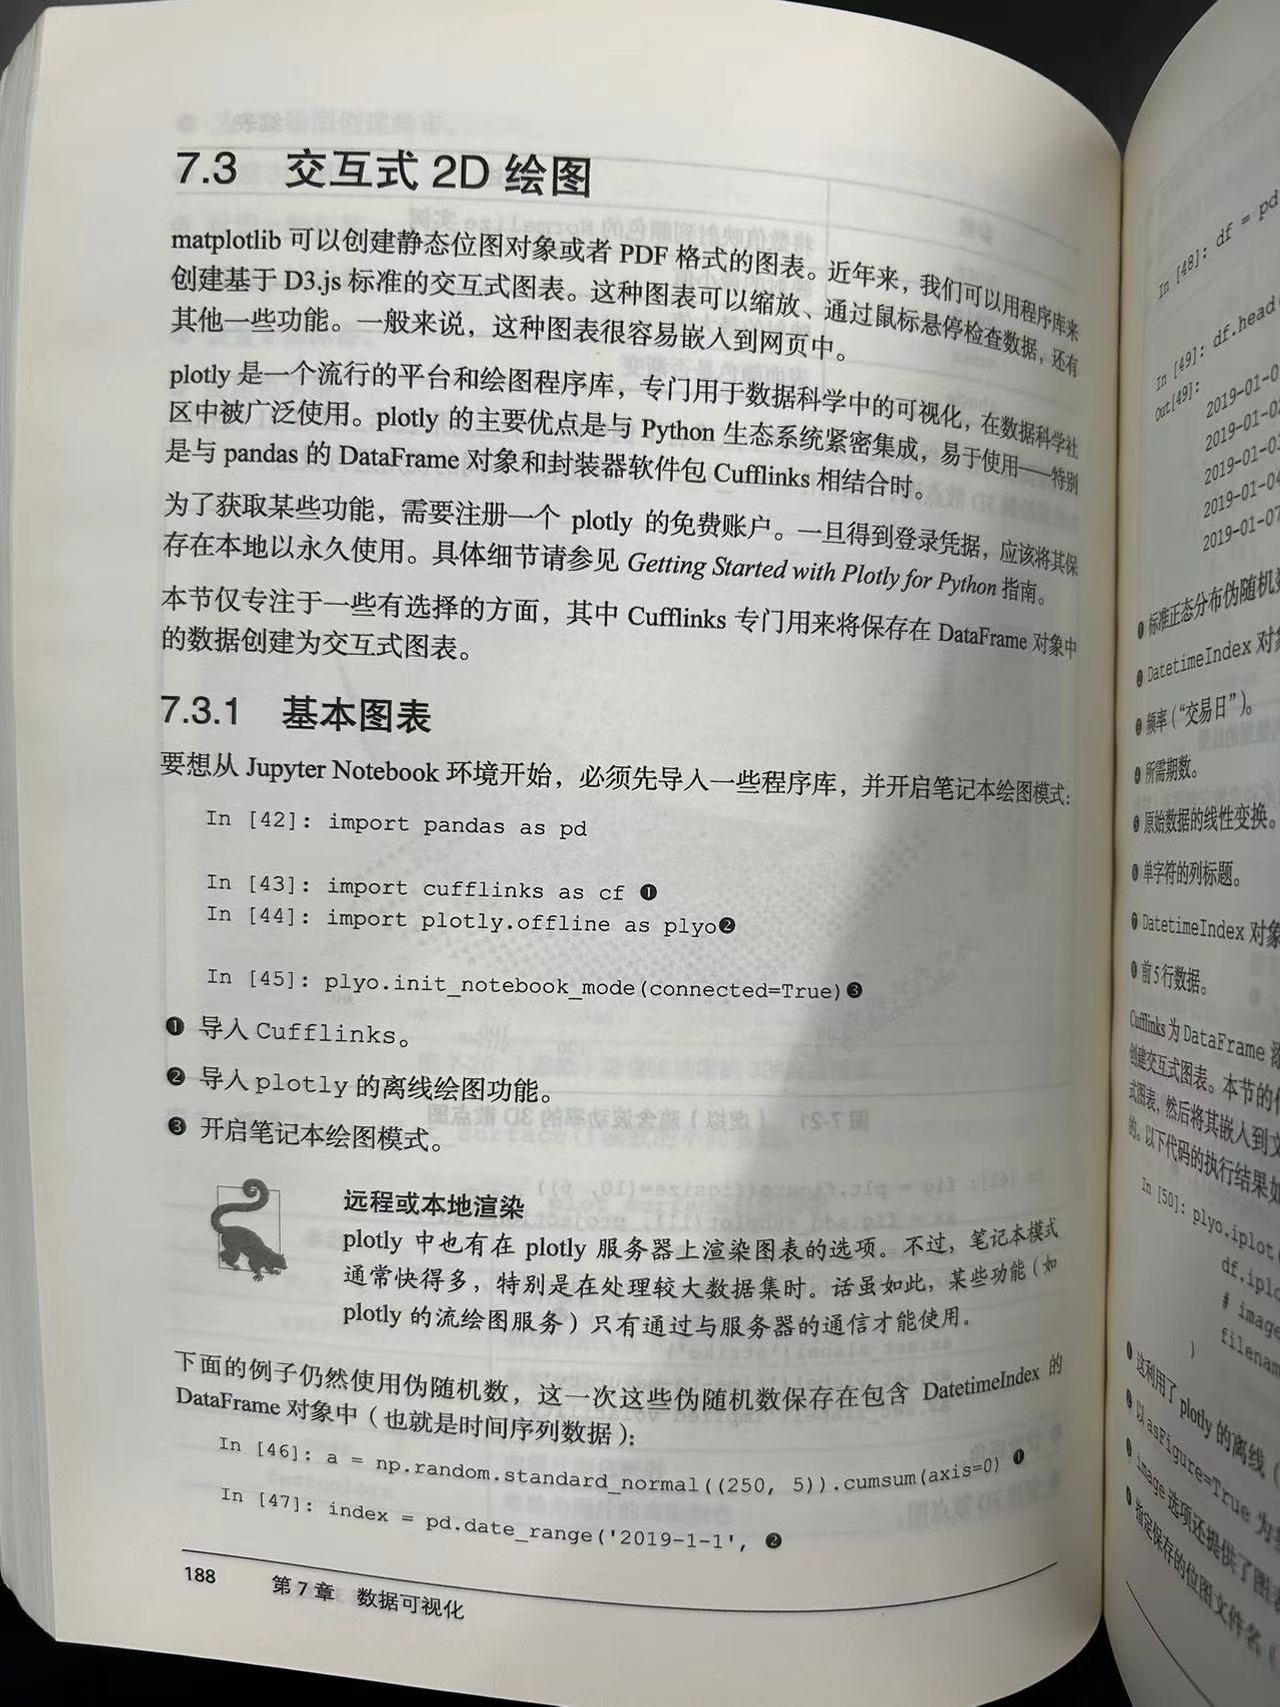 7.3 交互式 2D 绘图
matplotlib 可以创建静态位图对象或者 PDF 格式的图表。近年来，我们可以用程序库来
创建基于 D3.js 标准的交互式图表。这种图表可以缩放、通过鼠标悬停检查数据，还有
其他一些功能。一般来说，这种图表很容易嵌入到网页中。
plotly 是一个流行的平台和绘图程序库，专门用于数据科学中的可视化，在数据科学社
区中被广泛使用。plotly 的主要优点是与 Python 生态系统紧密集成，易于使用——特别
是与 pandas 的 DataFrame 对象和封装器软件包 Cufflinks 相结合时。
为了获取某些功能，需要注册一个 plotly 的免费账户。一旦得到登录凭据，应该将其保
存在本地以永久使用。具体细节请参见 Getting Started with Plotly for Python 指南。
本节仅专注于一些有选择的方面，其中 Cufflinks 专门用来将保存在 DataFrame 对象中
的数据创建为交互式图表。
7.3.1 基本图表
要想从 Jupyter Notebook 环境开始，必须先导入一些程序库，并开启笔记本绘图模式：
In [42]: import pandas as pd
In [43]: import cufflinks as cf ❶
In [44]: import plotly.offline as plyo❷
In [45]: plyo.init_notebook_mode(connected=True)❸
❶ 导入Cufflinks。
❷ 导入plotly 的离线绘图功能。
❸ 开启笔记本绘图模式。
远程或本地渲染
plotly 中也有在 plotly 服务器上渲染图表的选项。不过，笔记本模式
通常快得多，特别是在处理较大数据集时。话虽如此，某些功能（如
plotly 的流绘图服务）只有通过与服务器的通信才能使用。
下面的例子仍然使用伪随机数，这一次这些伪随机数保存在包含 DatetimeIndex 的
DataFrame 对象中（也就是时间序列数据）：
In [46]: a = np.random.standard_normal((250, 5)).cumsum(axis=0) ❶
In [47]: index = pd.date_range('2019-1-1', ❷
188 第 7 章 数据可视化
In [48]: df = pd
In [49]: df.head
Out[49]:
2019-01-0
2019-01-02
2019-01-03
2019-01-04
2019-01-07
❶ 标准正态分布伪随机数
❷ DatetimeIndex 对象
❸ 频率（“交易日”）。
❹ 所需期数。
❺ 原始数据的线性变换。
❻ 单字符的列标题。
❼ DatetimeIndex 对象
❽ 前5行数据。
Cufflinks 为 DataFrame
创建交互式图表。本节的
式图表，然后将其嵌入到文
的。以下代码的执行结果如
In [50]: plyo.iplot(
df.iplo
# image
filenam
)
❶ 这利用了 plotly 的离线（
❷ 以 asFigure=True 为
❸ image 选项还提供了图表
❹ 指定保存的位图文件名（